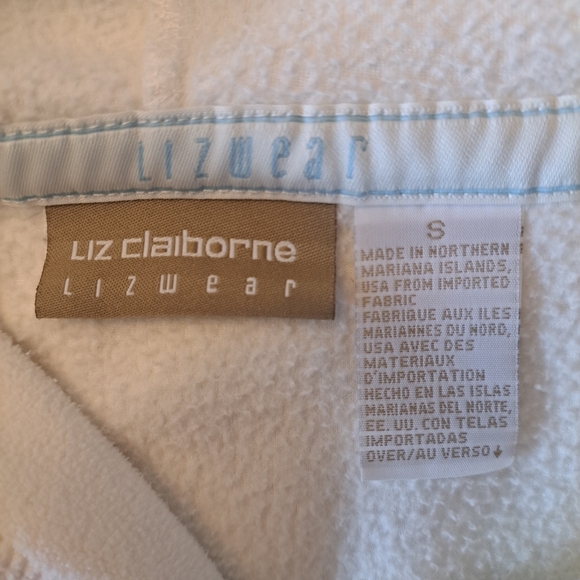 Lizwear
Liz claiborne
Lizwear
S
MADE IN NORTHERN
MARIANA ISLANDS,
USA FROM IMPORTED
FABRIC
FABRIQUE AUX ILES
MARIANNES DU NORD,
USA AVEC DES
MATERIAUX
D'IMPORTATION
HECHO EN LAS ISLAS
MARIANAS DEL NORTE,
EE. UU. CON TELAS
IMPORTADAS
OVER/AU VERSO↓